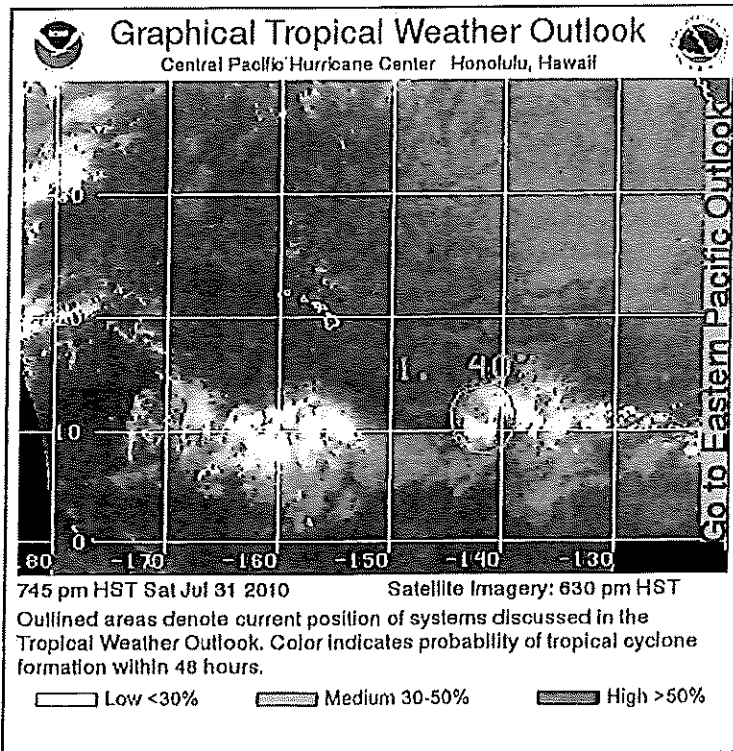 Graphical Tropical Weather Outlook
Central Pacific Hurricane Center Honolulu, Hawaii
Go to Eastern Pacific Outlook
1. 40%
10
0
80 -170 -160 -150 -140 -130
745 pm HST Sat Jul 31 2010 Satellite Imagery: 630 pm HST
Outlined areas denote current position of systems discussed in the
Tropical Weather Outlook. Color indicates probability of tropical cyclone
formation within 48 hours.
Low <30% Medium 30-50% High >50%